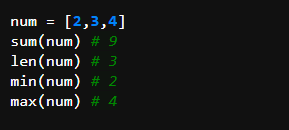 num = [2,3,4]
sum(num) # 9
len(num) # 3
min(num) # 2
max(num) # 4